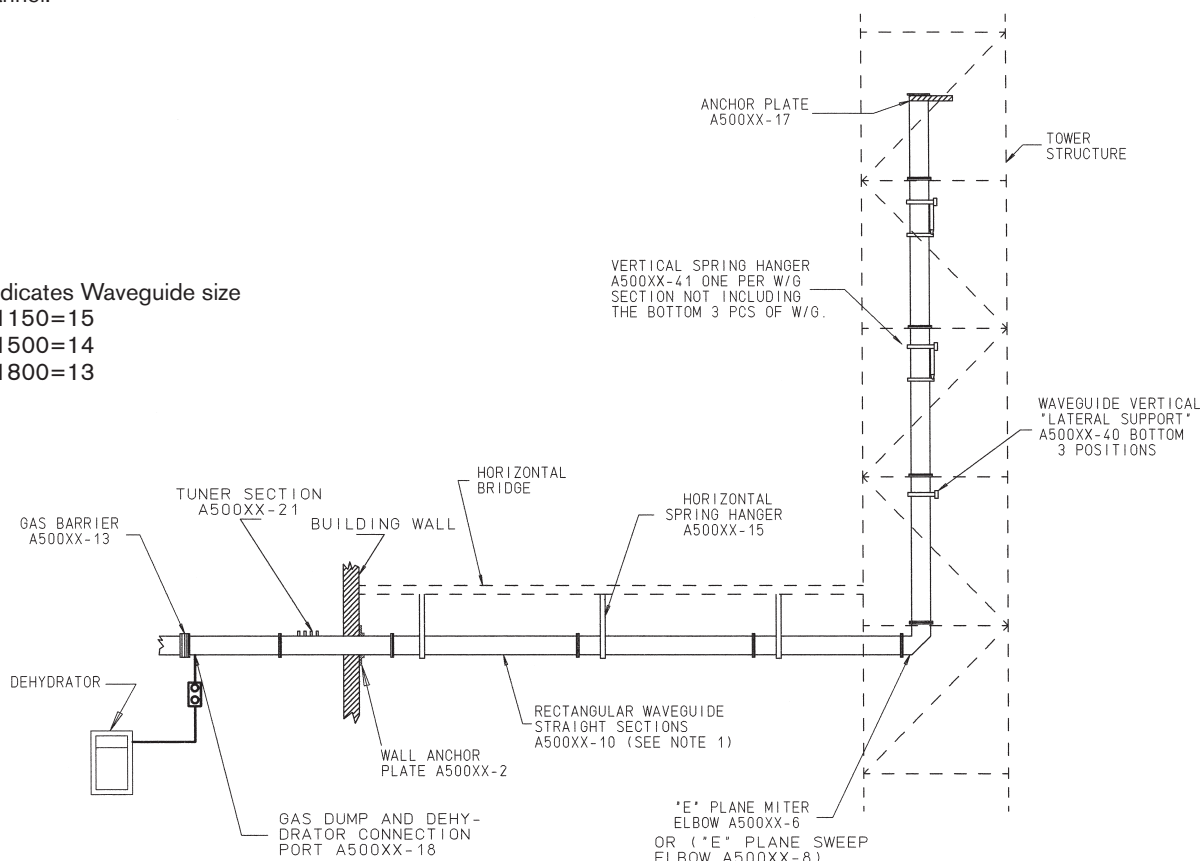 ANCHOR PLATE
A500XX-17
TOWER
STRUCTURE
VERTICAL SPRING HANGER
A500XX-41 ONE PER W/G
SECTION NOT INCLUDING
THE BOTTOM 3 PCS OF W/G.
dicates Waveguide size
1150=15
1500=14
1800=13
WAVEGUIDE VERTICAL
"LATERAL SUPPORT"
A500XX-40 BOTTOM
3 POSITIONS
HORIZONTAL
BRIDGE
TUNER SECTION
A500XX-21
HORIZONTAL
SPRING HANGER
A500XX-15
GAS BARRIER
A500XX-13
BUILDING WALL
DEHYDRATOR
RECTANGULAR WAVEGUIDE
STRAIGHT SECTIONS
A500XX-10 (SEE NOTE 1)
WALL ANCHOR
PLATE A500XX-2
GAS DUMP AND DEHY-
DRATOR CONNECTION
PORT A500XX-18
"E" PLANE MITER
ELBOW A500XX-6
OR ("E" PLANE SWEEP
ELBOW A500XX-8)